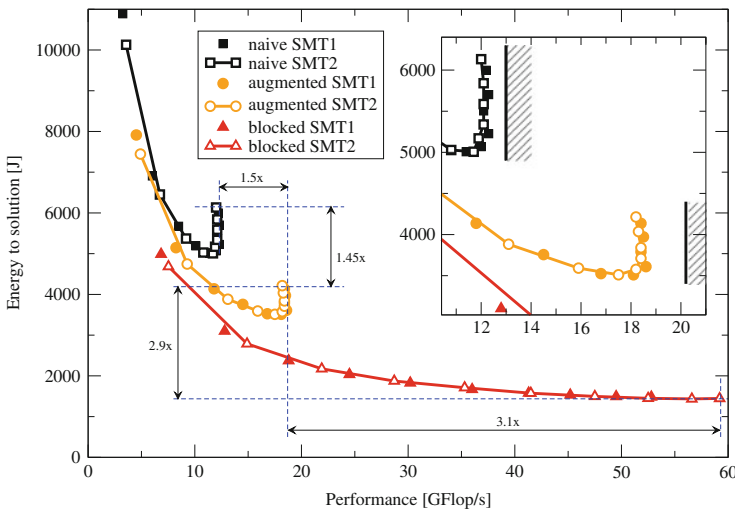 10000
8000
6000
4000
2000
0
Energy to solution [J]
naive SMT1
naive SMT2
augmented SMT1
augmented SMT2
blocked SMT1
blocked SMT2
1.5x
1.45x
2.9x
3.1x
6000
5000
4000
12 14 16 18 20
0 10 20 30 40 50 60
Performance [GFlop/s]